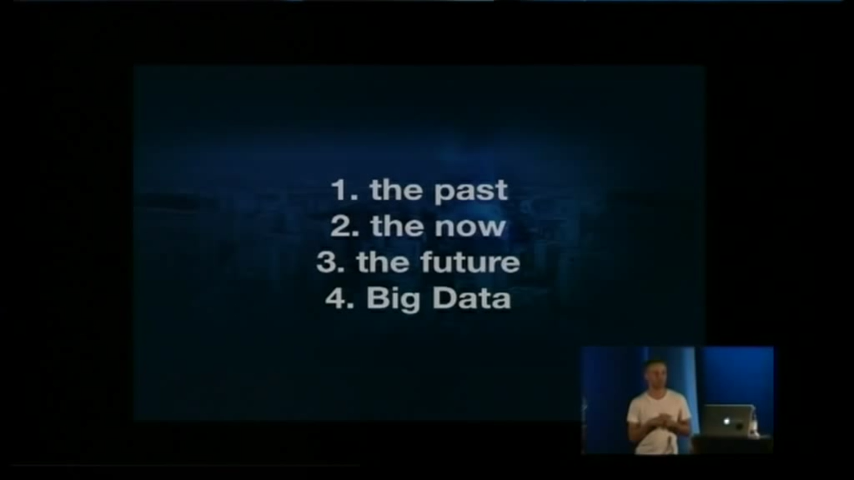 1. the past
2. the now
3. the future
4. Big Data